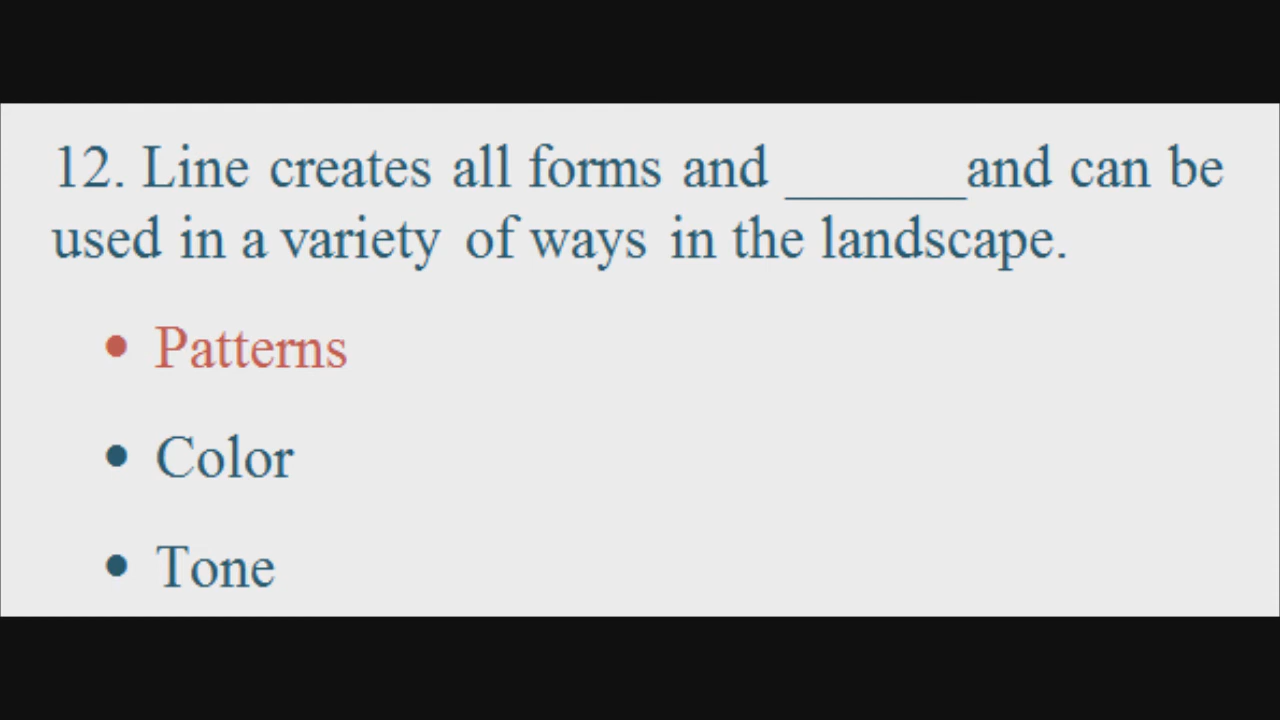 12. Line creates all forms and ______and can be
used in a variety of ways in the landscape.
• Patterns
• Color
• Tone